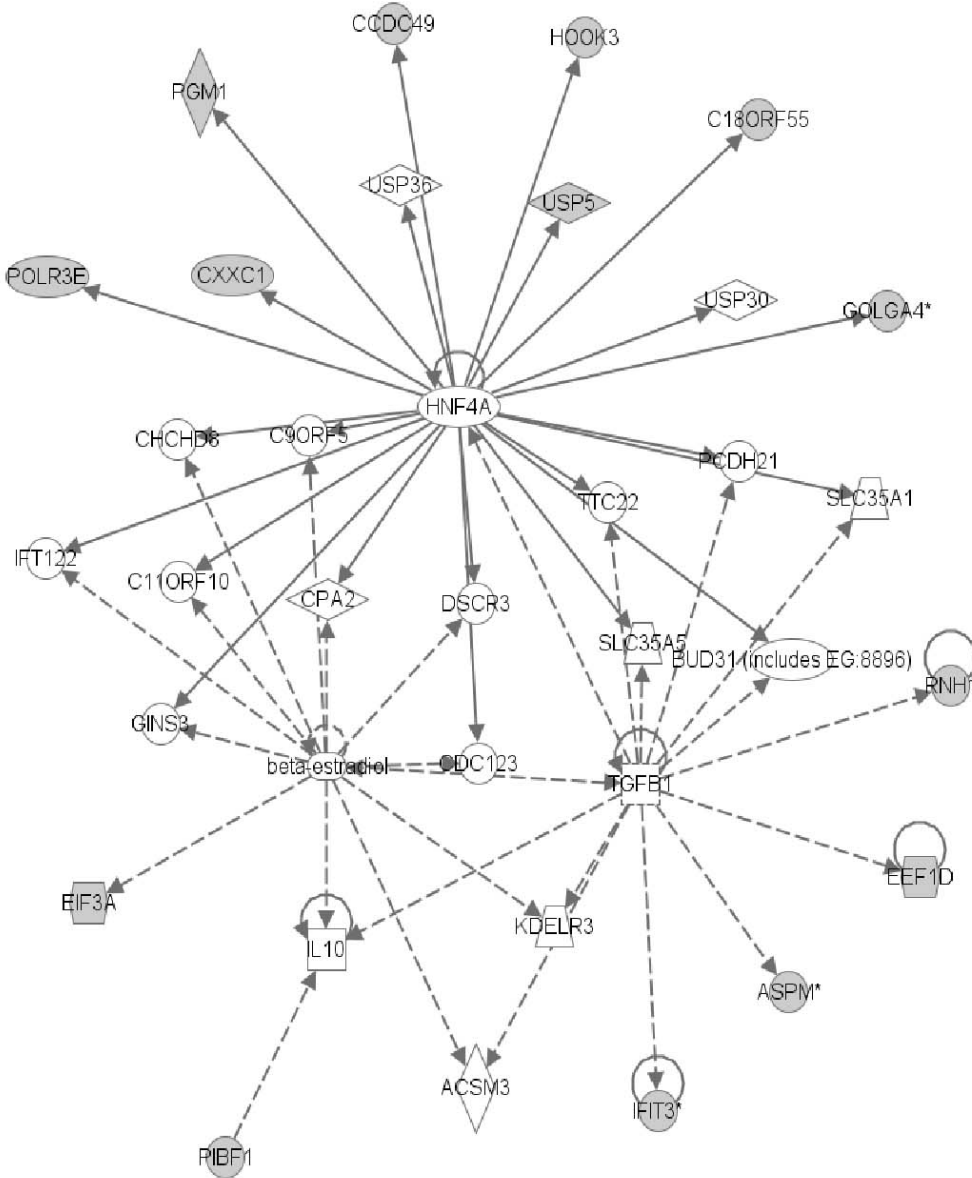 CCDC49
HOOK3
PGM1
C18ORF55
USP36
USP5
POLR3E
CXXC1
USP30
GOLGA4*
HNF4A
CHCHD8
C9ORF5
PCDH21
TTC22
SLC35A1
IFT122
C11ORF10
CPA2
DSCR3
SLC35A5
BUD31 (includes EG:8896)
RNH1
GINS3
beta-estradiol
CDC123
TGFB1
EIF3A
EEF1D
IL10
KDELR3
ASPM*
ACSM3
IFIT3*
PIBF1